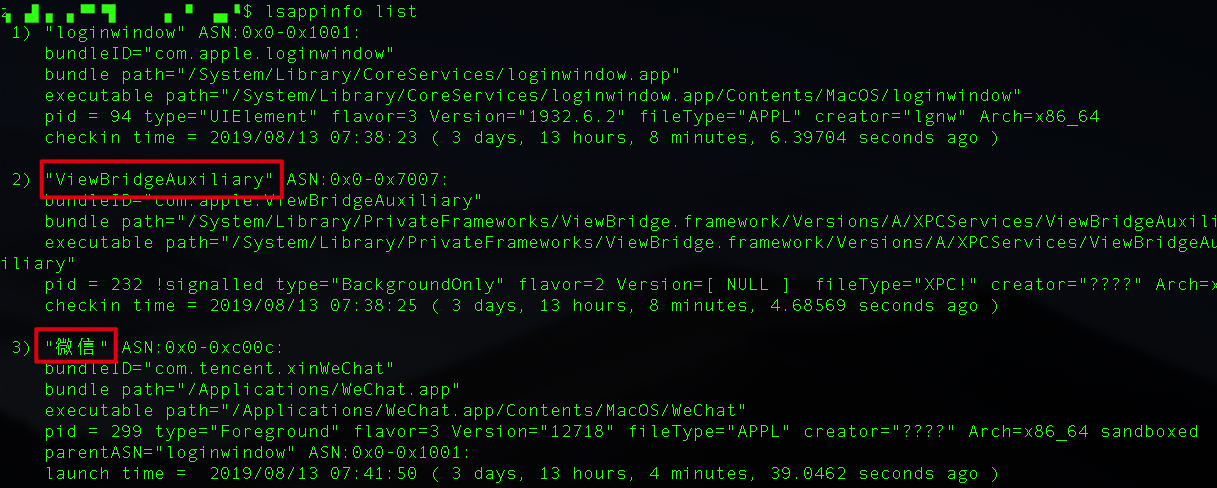 $ lsappinfo list
1) "loginwindow" ASN:0x0-0x1001:
bundleID="com.apple.loginwindow"
bundle path="/System/Library/CoreServices/loginwindow.app"
executable path="/System/Library/CoreServices/loginwindow.app/Contents/MacOS/loginwindow"
pid = 94 type="UIElement" flavor=3 Version="1932.6.2" fileType="APPL" creator="lgnw" Arch=x86_64
checkin time = 2019/08/13 07:38:23 ( 3 days, 13 hours, 8 minutes, 6.39704 seconds ago )
2) "ViewBridgeAuxiliary" ASN:0x0-0x7007:
bundleID="com.apple.ViewBridgeAuxiliary"
bundle path="/System/Library/PrivateFrameworks/ViewBridge.framework/Versions/A/XPCServices/ViewBridgeAuxili
executable path="/System/Library/PrivateFrameworks/ViewBridge.framework/Versions/A/XPCServices/ViewBridgeAu
iliary"
pid = 232 !signalled type="BackgroundOnly" flavor=2 Version=[ NULL ]  fileType="XPC!" creator="????" Arch=x
checkin time = 2019/08/13 07:38:25 ( 3 days, 13 hours, 8 minutes, 4.68569 seconds ago )
3) "微信" ASN:0x0-0xc00c:
bundleID="com.tencent.xinWeChat"
bundle path="/Applications/WeChat.app"
executable path="/Applications/WeChat.app/Contents/MacOS/WeChat"
pid = 299 type="Foreground" flavor=3 Version="12718" fileType="APPL" creator="????" Arch=x86_64 sandboxed
parentASN="loginwindow" ASN:0x0-0x1001:
launch time =  2019/08/13 07:41:50 ( 3 days, 13 hours, 4 minutes, 39.0462 seconds ago )